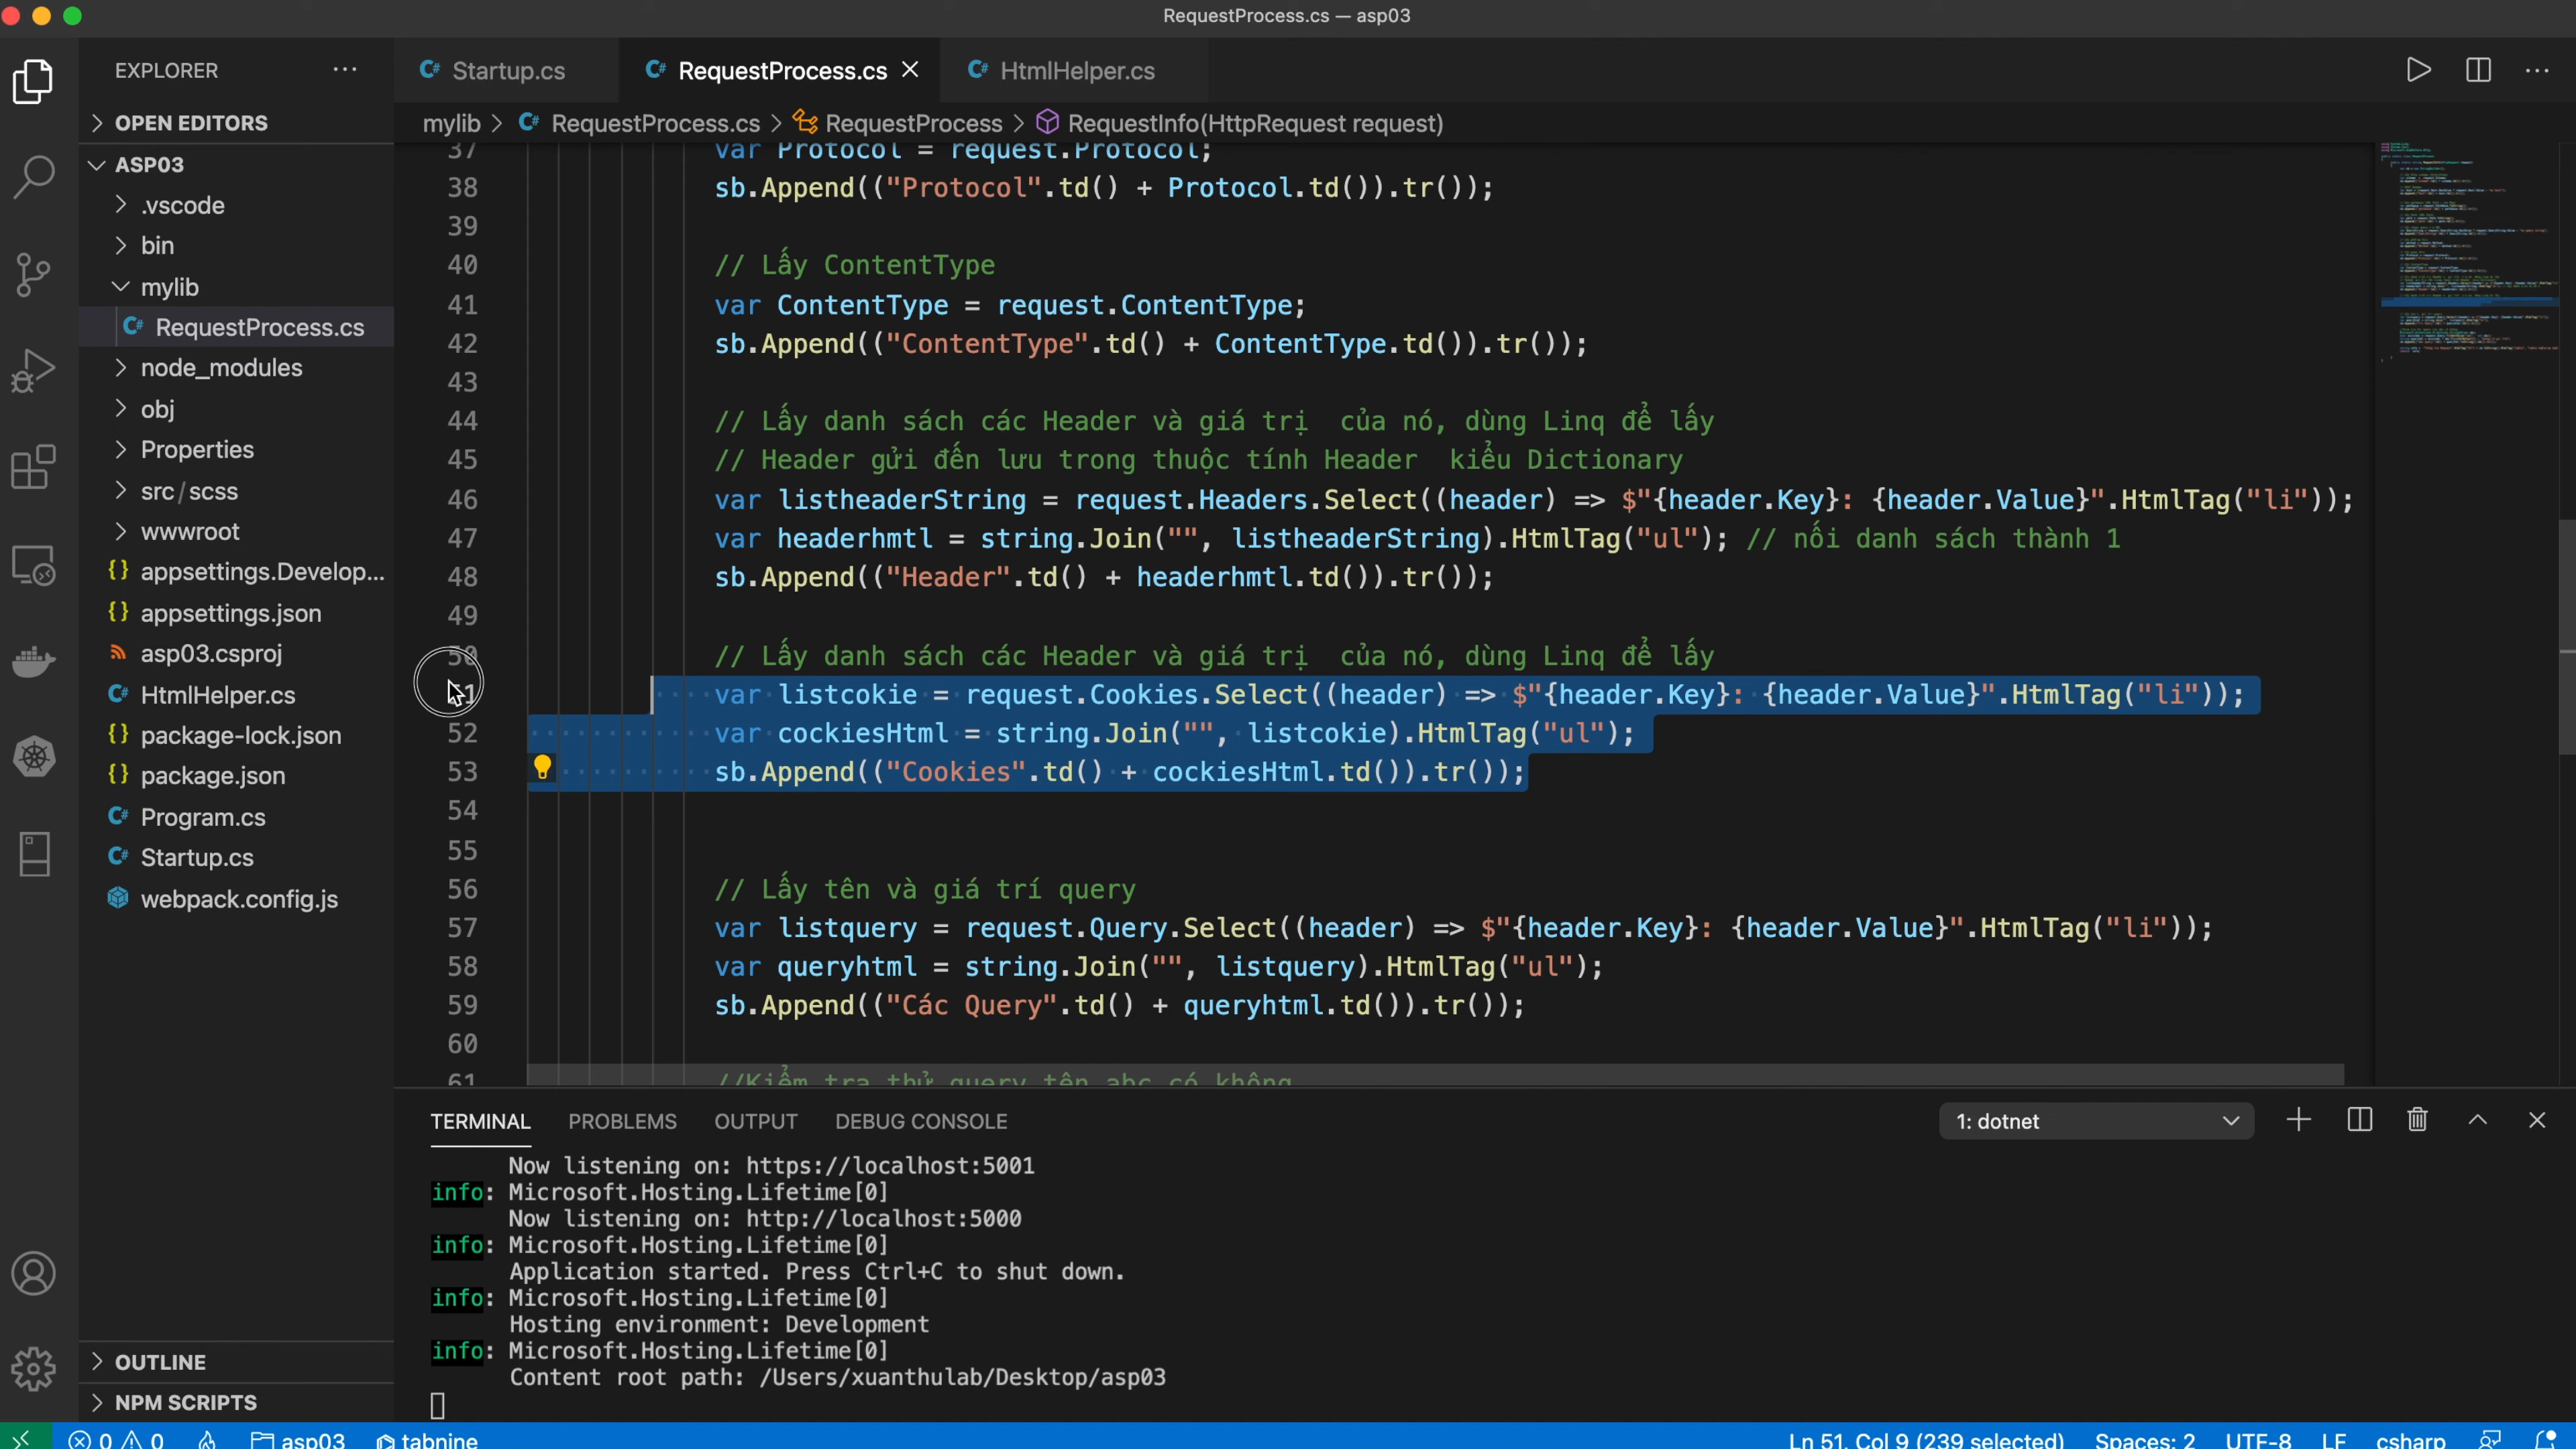 RequestProcess.cs — asp03
EXPLORER
OPEN EDITORS
ASP03
.vscode
bin
mylib
RequestProcess.cs
node_modules
obj
Properties
src/scss
wwwroot
appsettings.Develop...
appsettings.json
asp03.csproj
HtmlHelper.cs
package-lock.json
package.json
Program.cs
Startup.cs
webpack.config.js
OUTLINE
NPM SCRIPTS
Startup.cs
RequestProcess.cs
HtmlHelper.cs
mylib > RequestProcess.cs > RequestProcess > RequestInfo(HttpRequest request)
37 var Protocol = request.Protocol;
38 sb.Append(("Protocol".td() + Protocol.td()).tr());
39
40 // Lấy ContentType
41 var ContentType = request.ContentType;
42 sb.Append(("ContentType".td() + ContentType.td()).tr());
43
44 // Lấy danh sách các Header và giá trị  của nó, dùng Linq để lấy
45 // Header gửi đến lưu trong thuộc tính Header  kiểu Dictionary
46 var listheaderString = request.Headers.Select((header) => $"{header.Key}: {header.Value}".HtmlTag("li"));
47 var headerhmtl = string.Join("", listheaderString).HtmlTag("ul"); // nối danh sách thành 1
48 sb.Append(("Header".td() + headerhmtl.td()).tr());
49
50 // Lấy danh sách các Header và giá trị  của nó, dùng Linq để lấy
51 var listcokie = request.Cookies.Select((header) => $"{header.Key}: {header.Value}".HtmlTag("li"));
52 var cockiesHtml = string.Join("", listcokie).HtmlTag("ul");
53 sb.Append(("Cookies".td() + cockiesHtml.td()).tr());
54
55
56 // Lấy tên và giá trí query
57 var listquery = request.Query.Select((header) => $"{header.Key}: {header.Value}".HtmlTag("li"));
58 var queryhtml = string.Join("", listquery).HtmlTag("ul");
59 sb.Append(("Các Query".td() + queryhtml.td()).tr());
60
61 //Kiểm tra thử query tên abc có không
TERMINAL PROBLEMS OUTPUT DEBUG CONSOLE 1: dotnet
Now listening on: https://localhost:5001
info: Microsoft.Hosting.Lifetime[0]
Now listening on: http://localhost:5000
info: Microsoft.Hosting.Lifetime[0]
Application started. Press Ctrl+C to shut down.
info: Microsoft.Hosting.Lifetime[0]
Hosting environment: Development
info: Microsoft.Hosting.Lifetime[0]
Content root path: /Users/xuanthulab/Desktop/asp03
0 0 asp03 tabnine Ln 51, Col 9 (239 selected) Spaces: 2 UTF-8 LF csharp